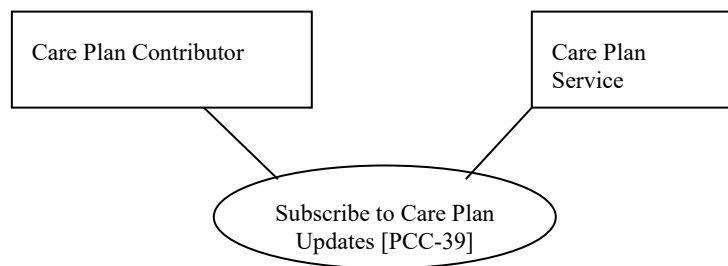 Care Plan Contributor
Care Plan
Service
Subscribe to Care Plan
Updates [PCC-39]